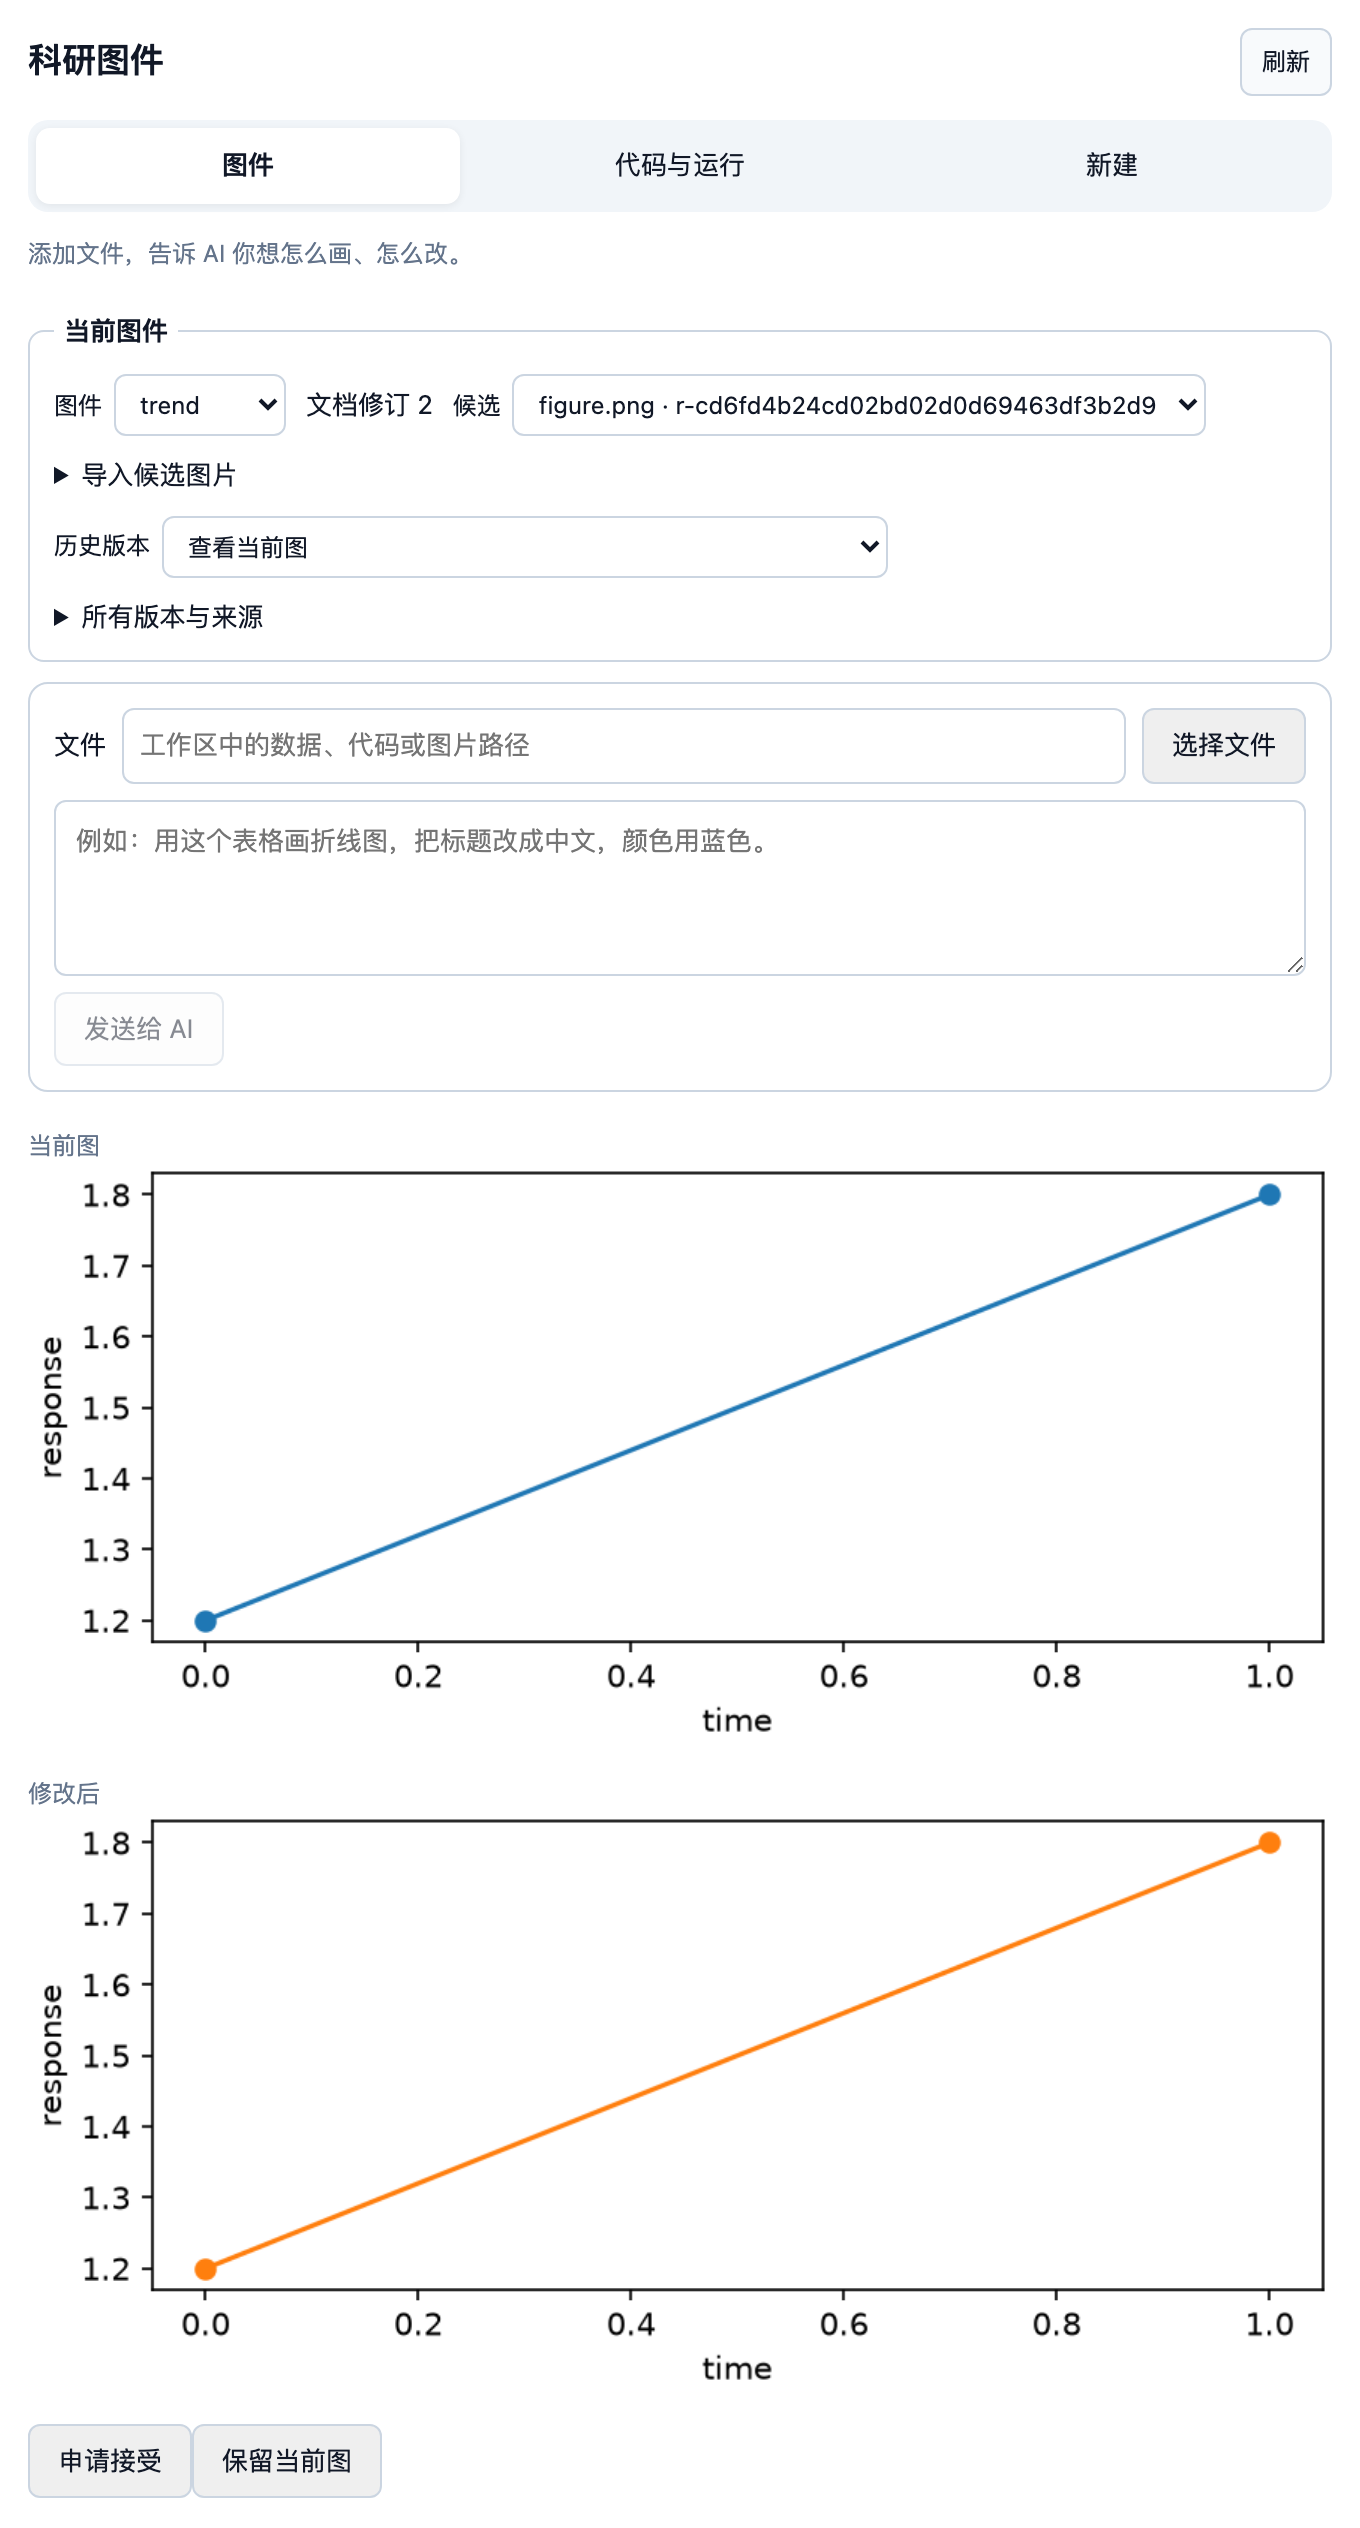 科研图件
刷新
图件
代码与运行
新建
添加文件，告诉 AI 你想怎么画、怎么改。
当前图件
图件 trend 文档修订 2 候选 figure.png · r-cd6fd4b24cd02bd02d0d69463df3b2d9
导入候选图片
历史版本 查看当前图
所有版本与来源
文件 工作区中的数据、代码或图片路径 选择文件
例如：用这个表格画折线图，把标题改成中文，颜色用蓝色。
发送给 AI
当前图
1.8
1.7
1.6
1.5
1.4
1.3
1.2
response
0.0 0.2 0.4 0.6 0.8 1.0
time
修改后
1.8
1.7
1.6
1.5
1.4
1.3
1.2
response
0.0 0.2 0.4 0.6 0.8 1.0
time
申请接受
保留当前图